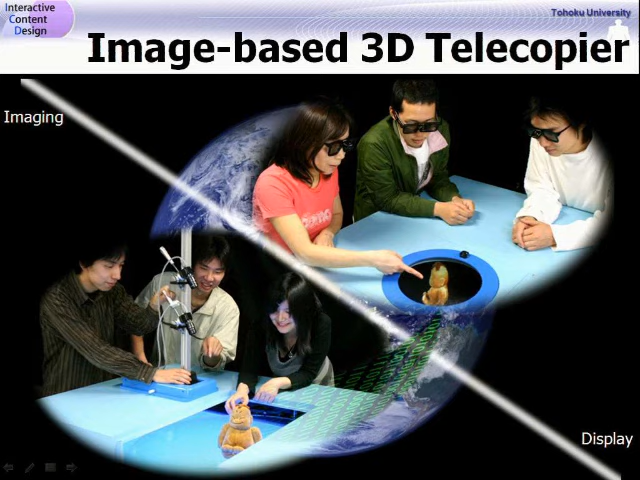 Interactive
Content
Design
Tohoku University
Image-based 3D Telecopier
Imaging
Display